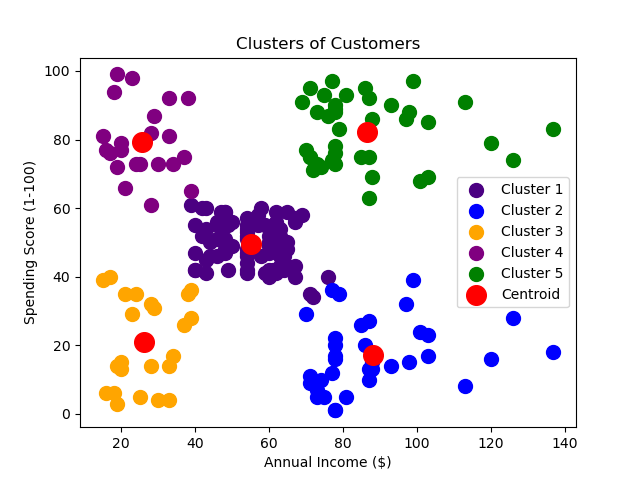 Clusters of Customers
100
80
60
40
20
0
Spending Score (1-100)
20 40 60 80 100 120 140
Annual Income ($)
Cluster 1
Cluster 2
Cluster 3
Cluster 4
Cluster 5
Centroid